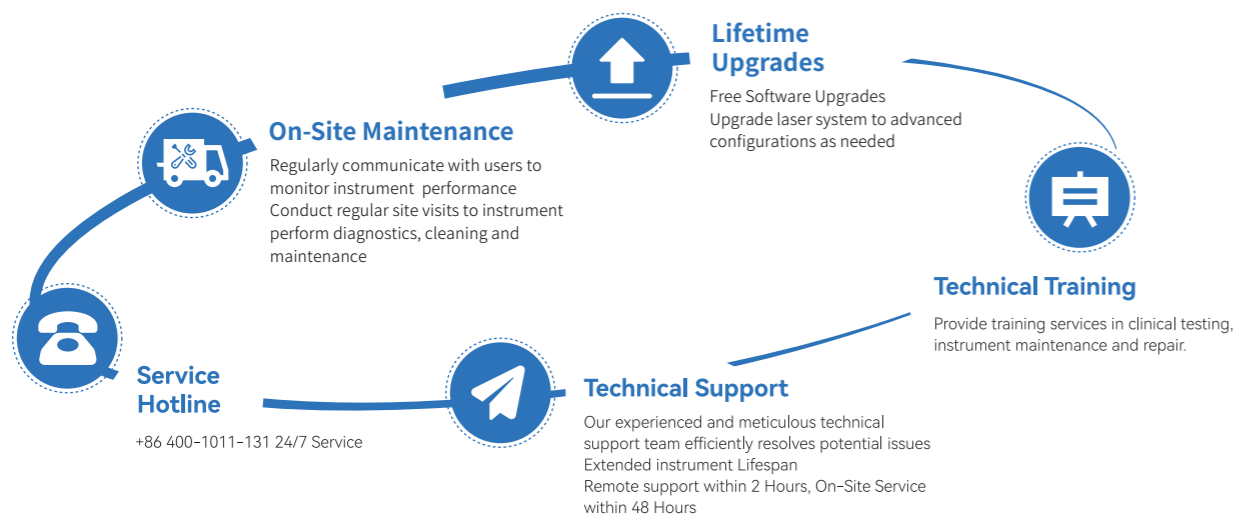 Lifetime
Upgrades
Free Software Upgrades
Upgrade laser system to advanced
configurations as needed
On-Site Maintenance
Regularly communicate with users to
monitor instrument performance
Conduct regular site visits to instrument
perform diagnostics, cleaning and
maintenance
Technical Training
Provide training services in clinical testing,
instrument maintenance and repair.
Service
Hotline
+86 400-1011-131 24/7 Service
Technical Support
Our experienced and meticulous technical
support team efficiently resolves potential issues
Extended instrument Lifespan
Remote support within 2 Hours, On-Site Service
within 48 Hours